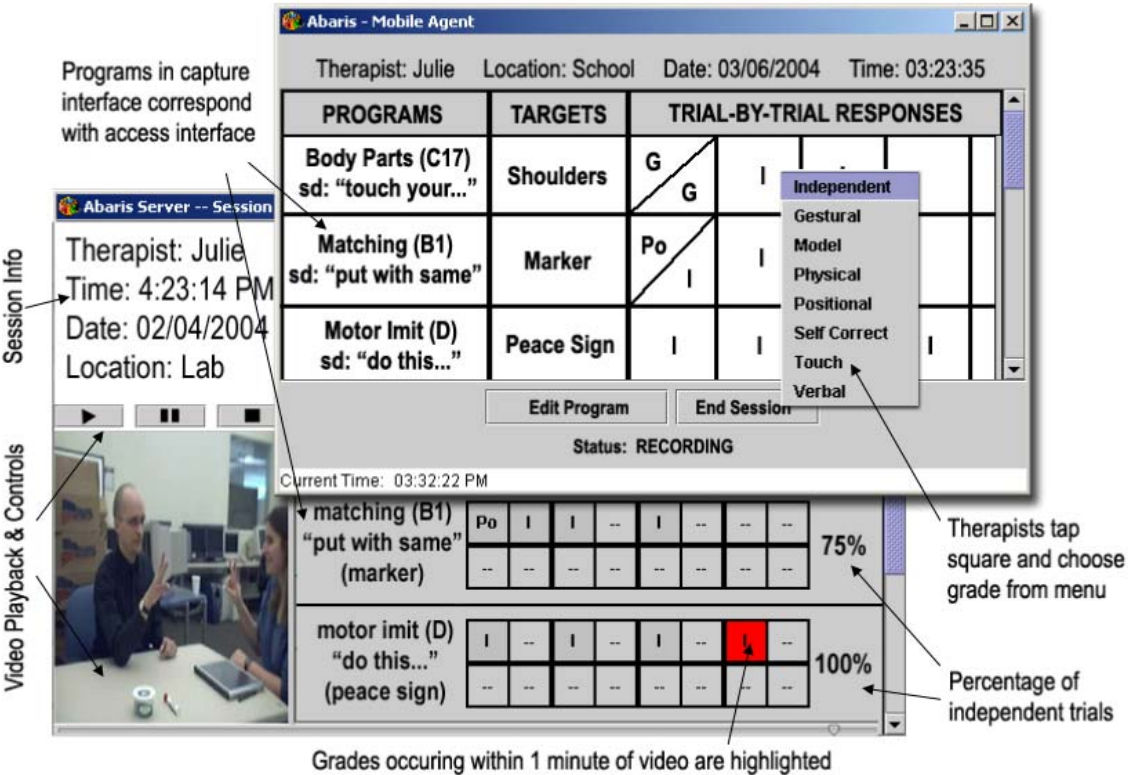 Abaris - Mobile Agent
Therapist: Julie Location: School Date: 03/06/2004 Time: 03:23:35
PROGRAMS TARGETS TRIAL-BY-TRIAL RESPONSES
Body Parts (C17)
sd: “touch your...”
Shoulders
G
G
I
Matching (B1)
sd: “put with same”
Marker
Po
I
I
Motor Imit (D)
sd: “do this...”
Peace Sign
I
I
I
Independent
Gestural
Model
Physical
Positional
Self Correct
Touch
Verbal
Edit Program
End Session
Status: RECORDING
Current Time: 03:32:22 PM
Programs in capture
interface correspond
with access interface
Abaris Server -- Session
Therapist: Julie
Time: 4:23:14 PM
Date: 02/04/2004
Location: Lab
Session Info
Video Playback & Controls
matching (B1)
“put with same”
(marker)
Po I I -- I -- -- --
-- -- -- -- -- -- -- --
75%
motor imit (D)
“do this...”
(peace sign)
I -- I -- I -- I --
-- -- -- -- -- -- -- --
100%
Therapists tap
square and choose
grade from menu
Percentage of
independent trials
Grades occuring within 1 minute of video are highlighted